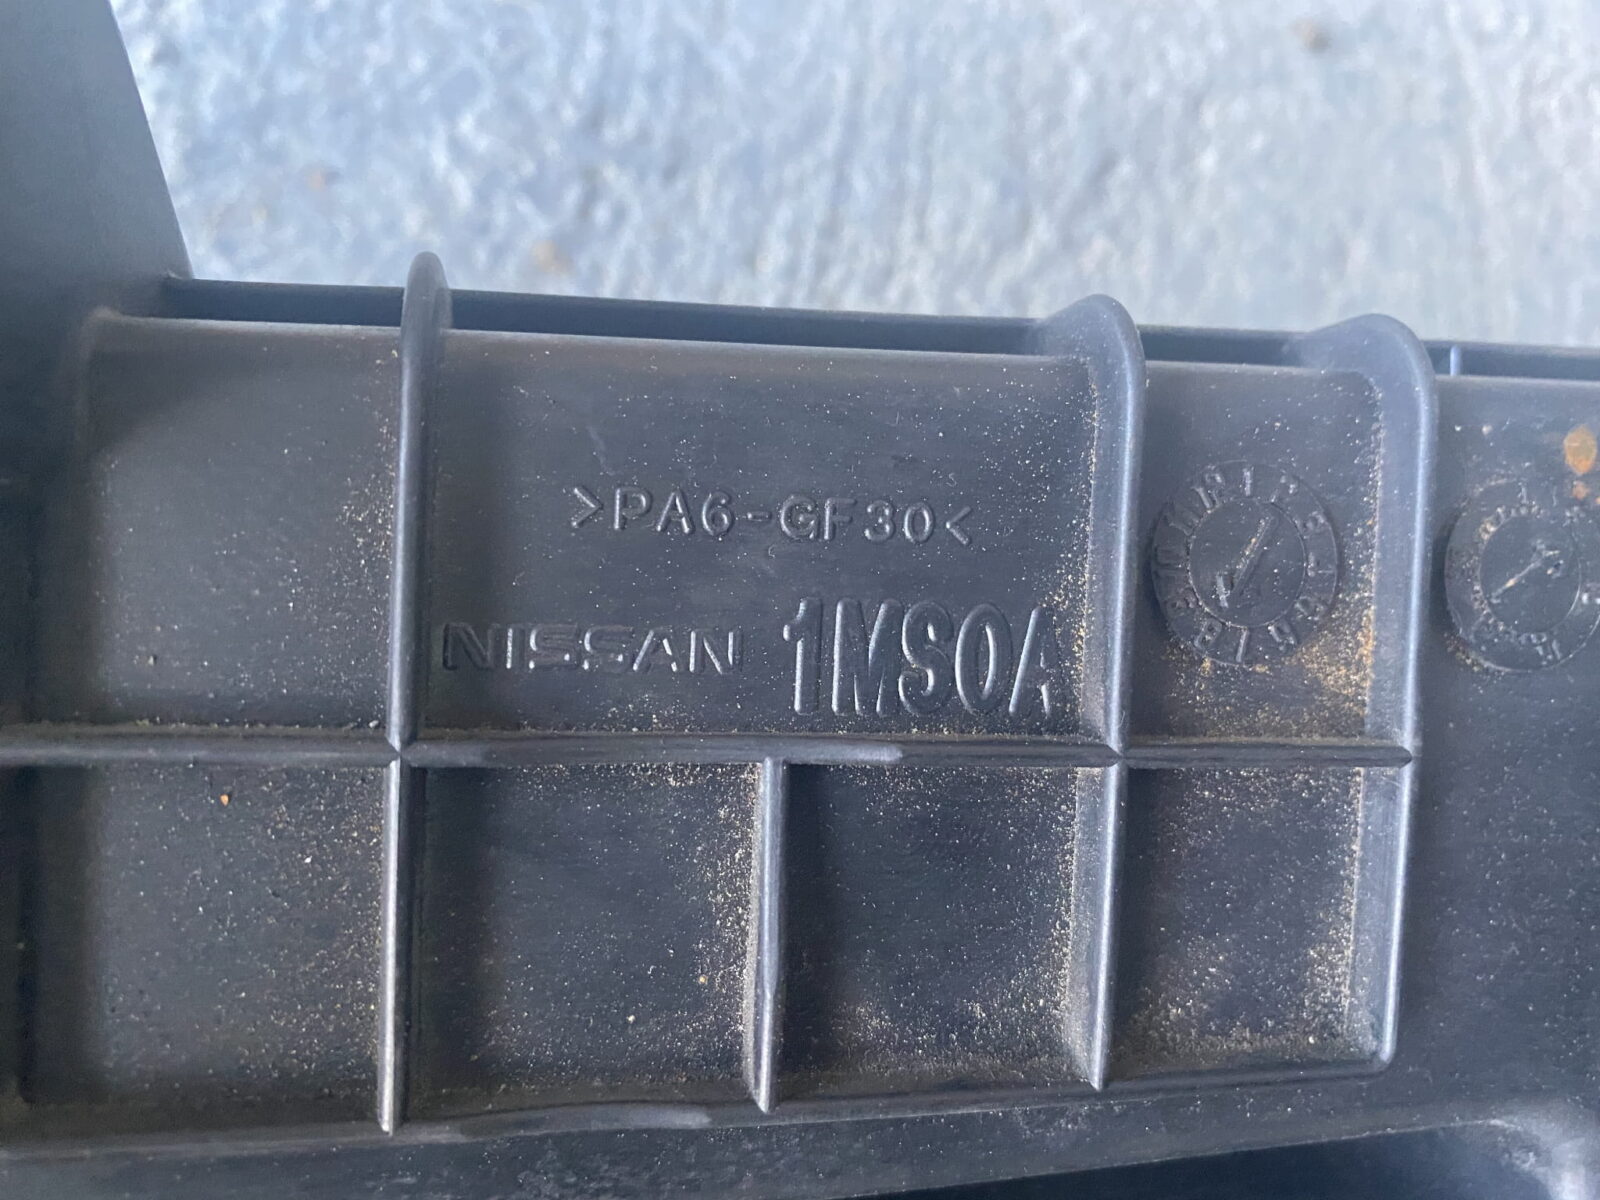 >PA6-GF30<
NISSAN 1MS0A